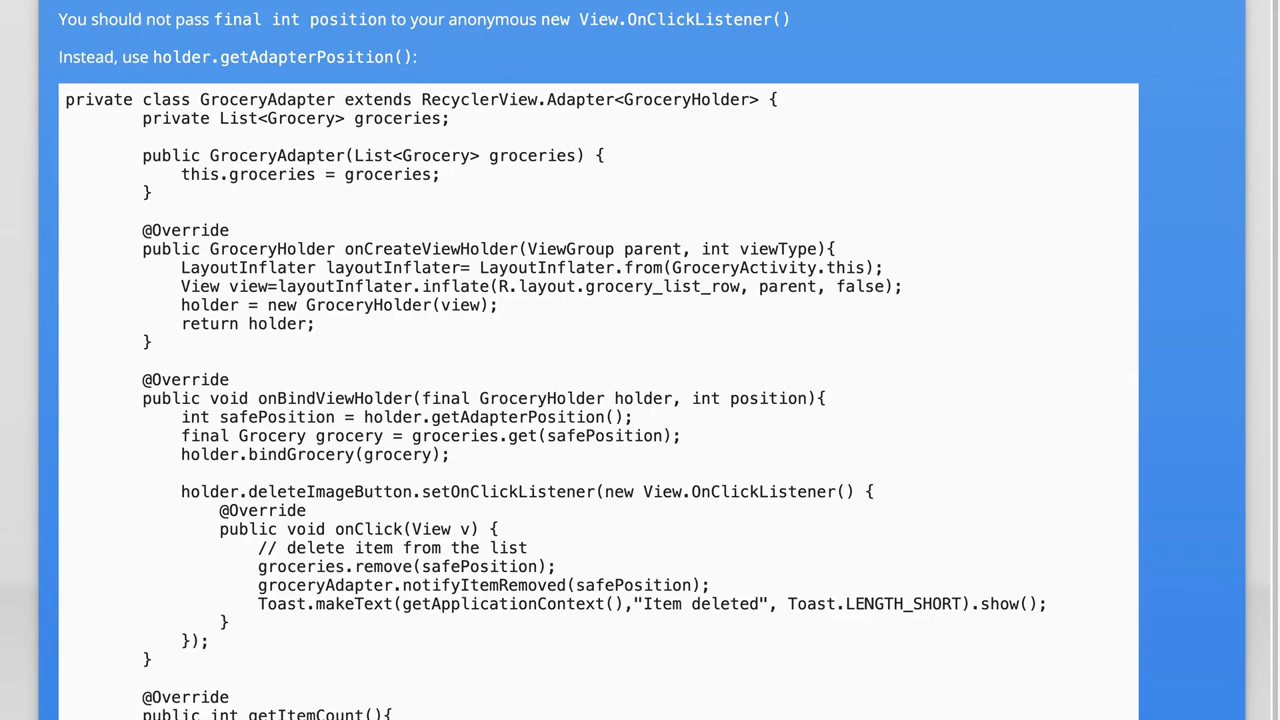 You should not pass final int position to your anonymous new View.OnClickListener()
Instead, use holder.getAdapterPosition():
private class GroceryAdapter extends RecyclerView.Adapter<GroceryHolder> {
        private List<Grocery> groceries;
        public GroceryAdapter(List<Grocery> groceries) {
            this.groceries = groceries;
        }
        @Override
        public GroceryHolder onCreateViewHolder(ViewGroup parent, int viewType){
            LayoutInflater layoutInflater= LayoutInflater.from(GroceryActivity.this);
            View view=layoutInflater.inflate(R.layout.grocery_list_row, parent, false);
            holder = new GroceryHolder(view);
            return holder;
        }
        @Override
        public void onBindViewHolder(final GroceryHolder holder, int position){
            int safePosition = holder.getAdapterPosition();
            final Grocery grocery = groceries.get(safePosition);
            holder.bindGrocery(grocery);
            holder.deleteImageButton.setOnClickListener(new View.OnClickListener() {
                @Override
                public void onClick(View v) {
                    // delete item from the list
                    groceries.remove(safePosition);
                    groceryAdapter.notifyItemRemoved(safePosition);
                    Toast.makeText(getApplicationContext(),"Item deleted", Toast.LENGTH_SHORT).show();
                }
            });
        }
        @Override
        public int getItemCount(){